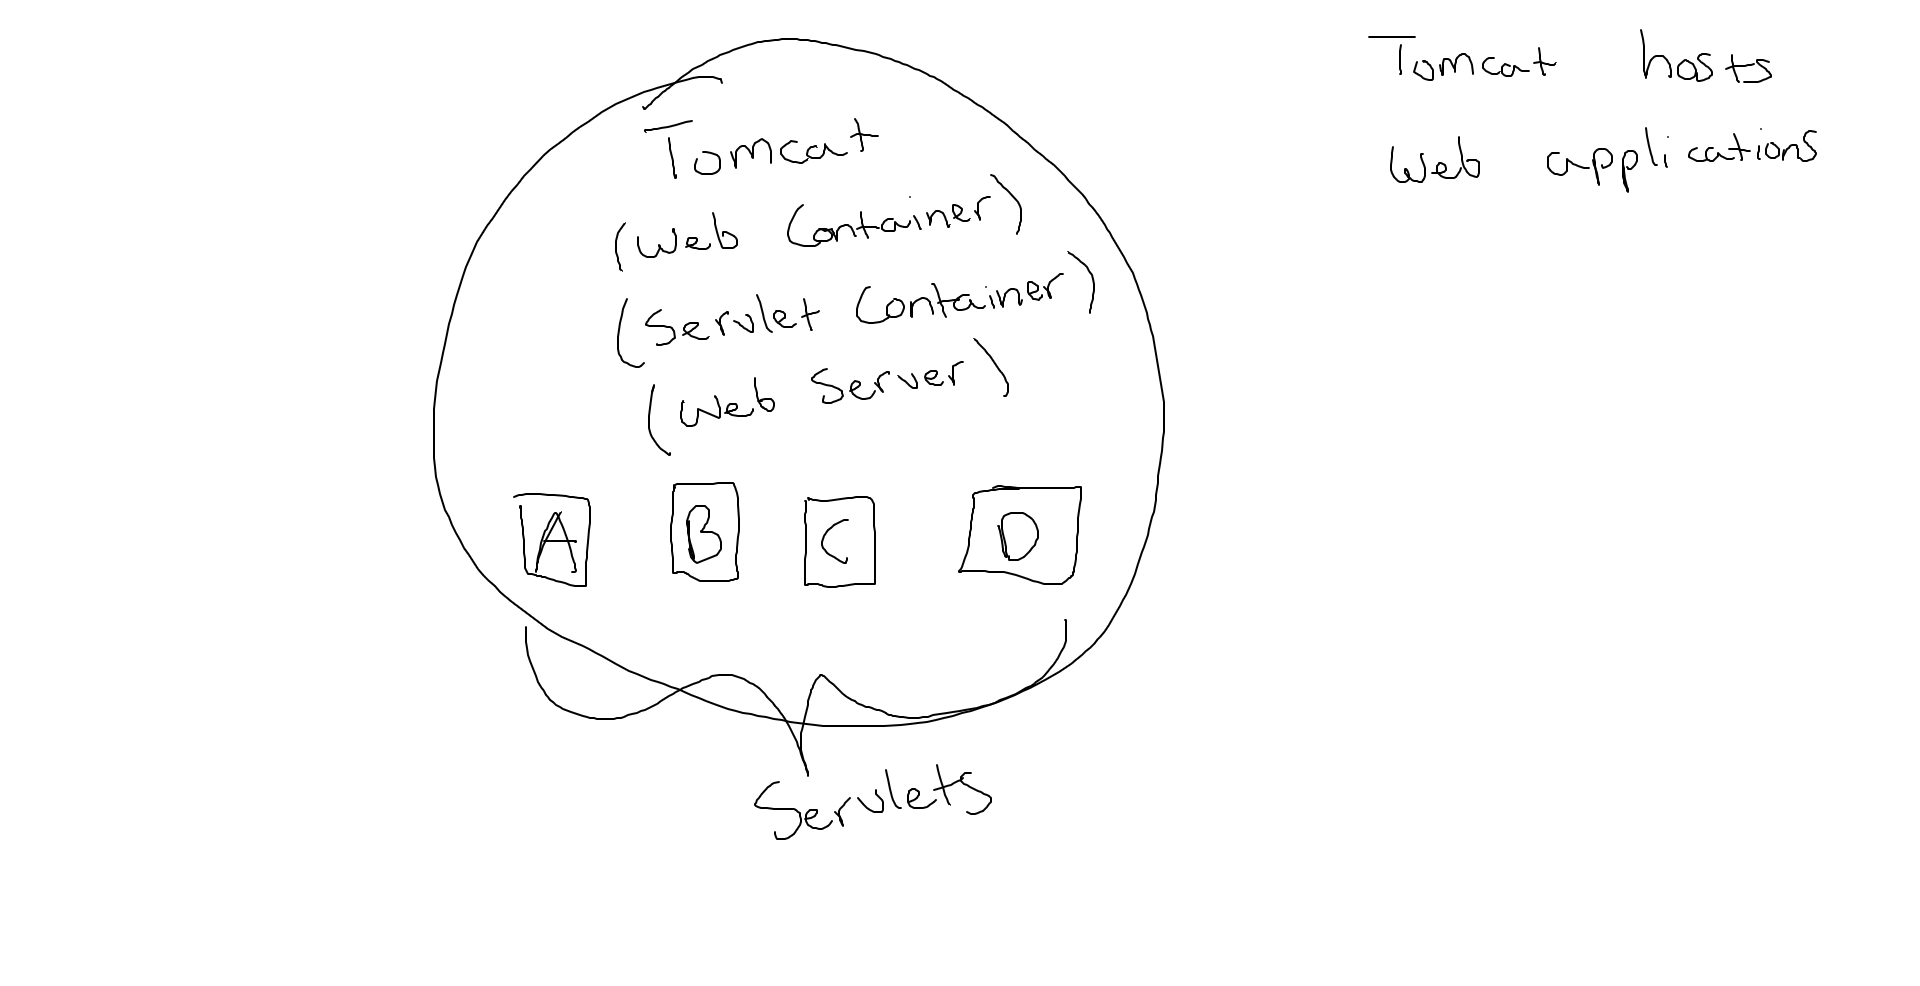 Tomcat
(Web Container)
(Servlet Container)
(Web Server)
A B C D
Servlets
Tomcat hosts
Web applications